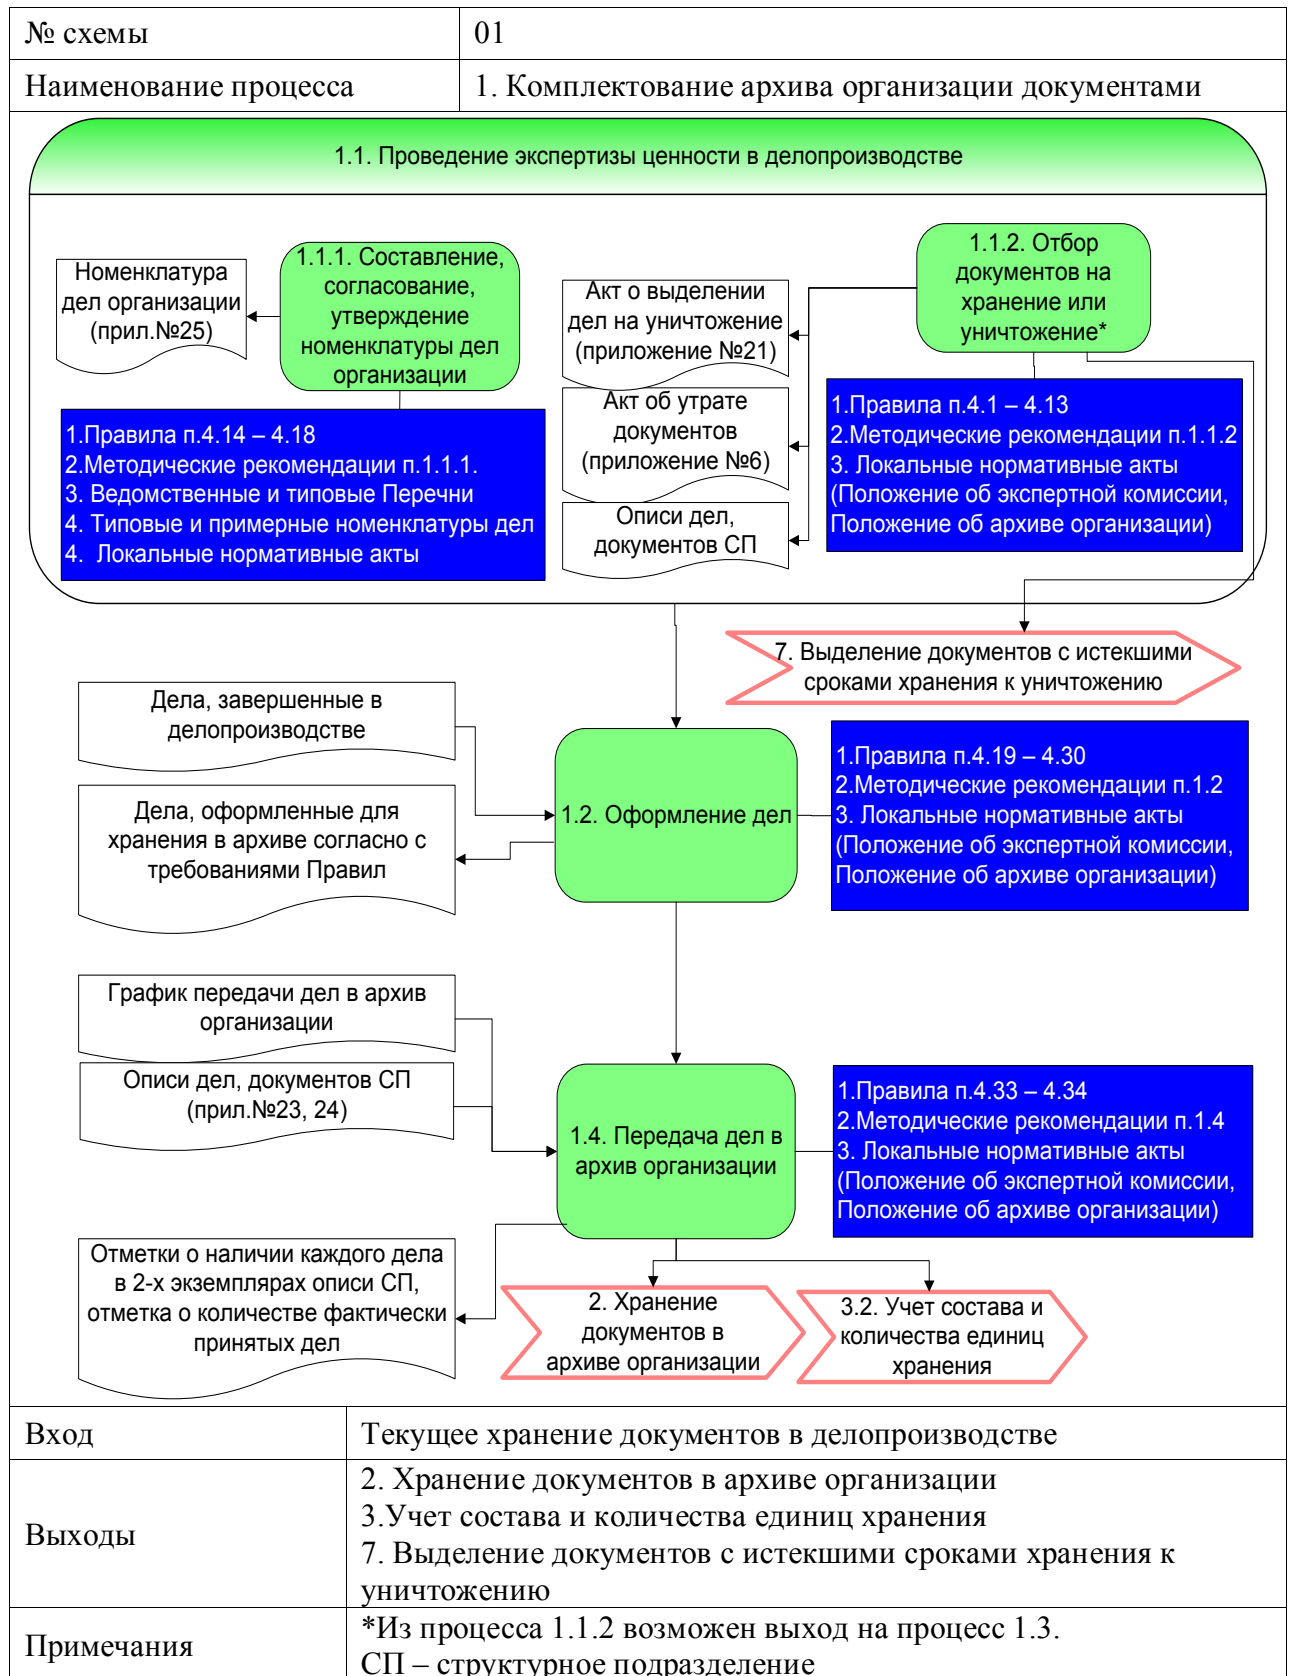 № схемы
01
Наименование процесса
1. Комплектование архива организации документами
1.1. Проведение экспертизы ценности в делопроизводстве
Номенклатура
дел организации
(прил.№25)
1.1.1. Составление,
согласование,
утверждение
номенклатуры дел
организации
1.Правила п.4.14 – 4.18
2.Методические рекомендации п.1.1.1.
3. Ведомственные и типовые Перечни
4. Типовые и примерные номенклатуры дел
4.  Локальные нормативные акты
Акт о выделении
дел на уничтожение
(приложение №21)
Акт об утрате
документов
(приложение №6)
Описи дел,
документов СП
1.1.2. Отбор
документов на
хранение или
уничтожение*
1.Правила п.4.1 – 4.13
2.Методические рекомендации п.1.1.2
3. Локальные нормативные акты
(Положение об экспертной комиссии,
Положение об архиве организации)
7. Выделение документов с истекшими
сроками хранения к уничтожению
Дела, завершенные в
делопроизводстве
Дела, оформленные для
хранения в архиве согласно с
требованиями Правил
1.2. Оформление дел
1.Правила п.4.19 – 4.30
2.Методические рекомендации п.1.2
3. Локальные нормативные акты
(Положение об экспертной комиссии,
Положение об архиве организации)
График передачи дел в архив
организации
Описи дел, документов СП
(прил.№23, 24)
1.4. Передача дел в
архив организации
1.Правила п.4.33 – 4.34
2.Методические рекомендации п.1.4
3. Локальные нормативные акты
(Положение об экспертной комиссии,
Положение об архиве организации)
Отметки о наличии каждого дела
в 2-х экземплярах описи СП,
отметка о количестве фактически
принятых дел
2. Хранение
документов в
архиве организации
3.2. Учет состава и
количества единиц
хранения
Вход
Текущее хранение документов в делопроизводстве
Выходы
2. Хранение документов в архиве организации
3.Учет состава и количества единиц хранения
7. Выделение документов с истекшими сроками хранения к
уничтожению
Примечания
*Из процесса 1.1.2 возможен выход на процесс 1.3.
СП – структурное подразделение